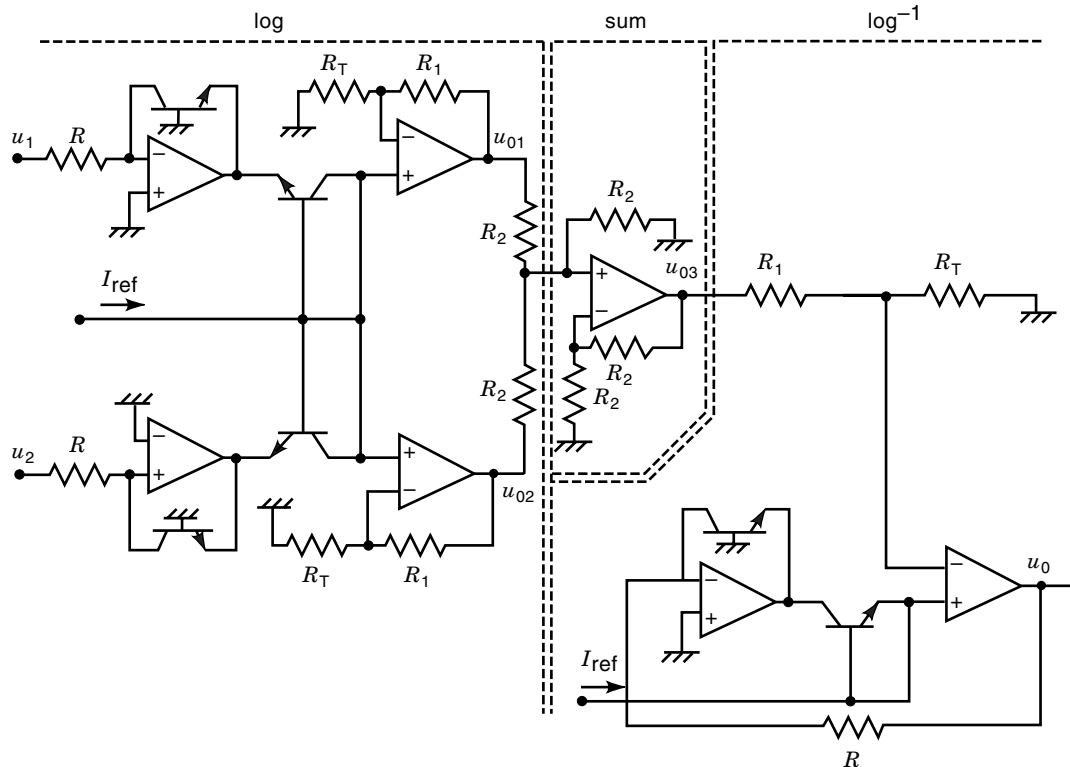 log sum log⁻¹
R_T R_1
u_1 R − − u_01
+ +
R_2 R_2
I_ref + u_03 R_1 R_T
−
R_2
R_2 R_2
u_2 R − +
+ − u_02
R_T R_1
− − u_0
+ +
I_ref
R